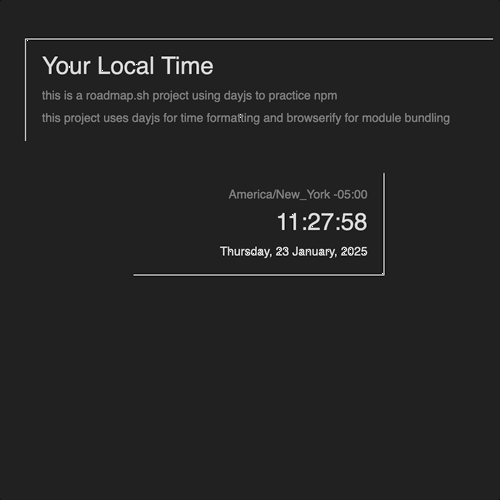 Your Local Time
this is a roadmap.sh project using dayjs to practice npm
this project uses dayjs for time formatting and browserify for module bundling
America/New_York -05:00
11:27:58
Thursday, 23 January, 2025